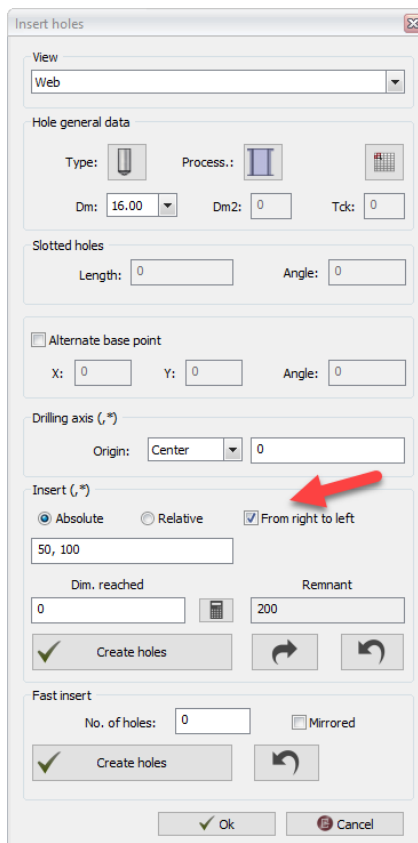 Insert holes
View
Web
Hole general data
Type: Process.:
Dm: 16.00 Dm2: 0 Tck: 0
Slotted holes
Length: 0 Angle: 0
Alternate base point
X: 0 Y: 0 Angle: 0
Drilling axis (,*)
Origin: Center 0
Insert (,*)
Absolute Relative From right to left
50, 100
Dim. reached Remnant
0 200
Create holes
Fast insert
No. of holes: 0 Mirrored
Create holes
Ok Cancel